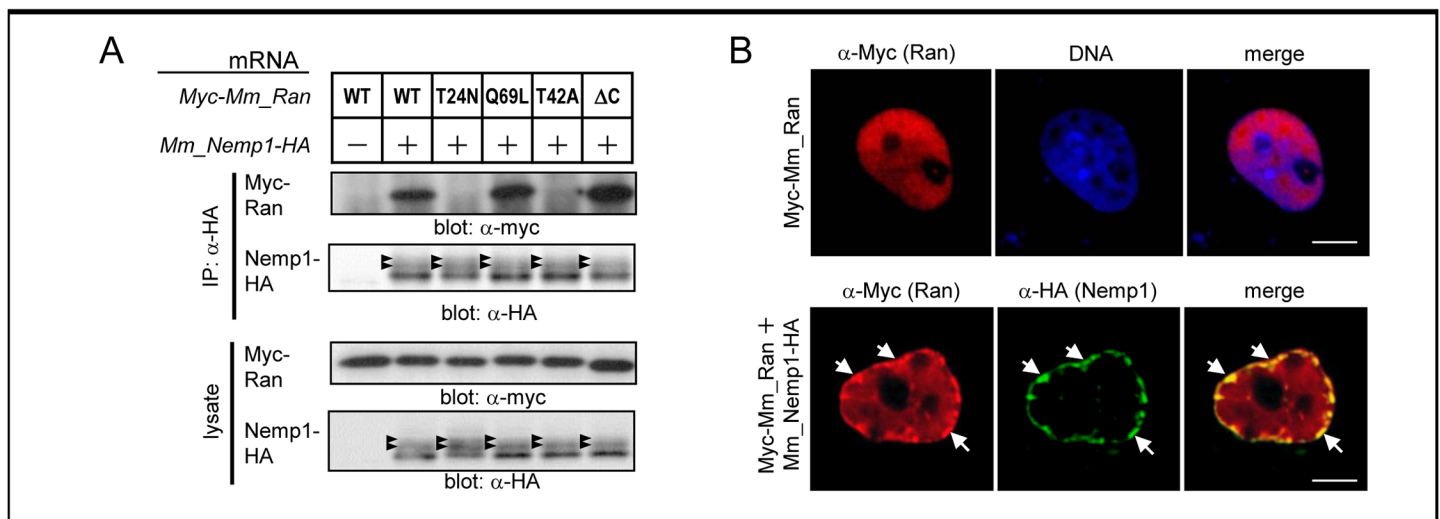 A
mRNA
Myc-Mm_Ran WT WT T24N Q69L T42A ΔC
Mm_Nemp1-HA − + + + + +
IP: α-HA
Myc-
Ran
blot: α-myc
Nemp1-
HA
blot: α-HA
lysate
Myc-
Ran
blot: α-myc
Nemp1-
HA
blot: α-HA
B
α-Myc (Ran) DNA merge
Myc-Mm_Ran
α-Myc (Ran) α-HA (Nemp1) merge
Myc-Mm_Ran +
Mm_Nemp1-HA